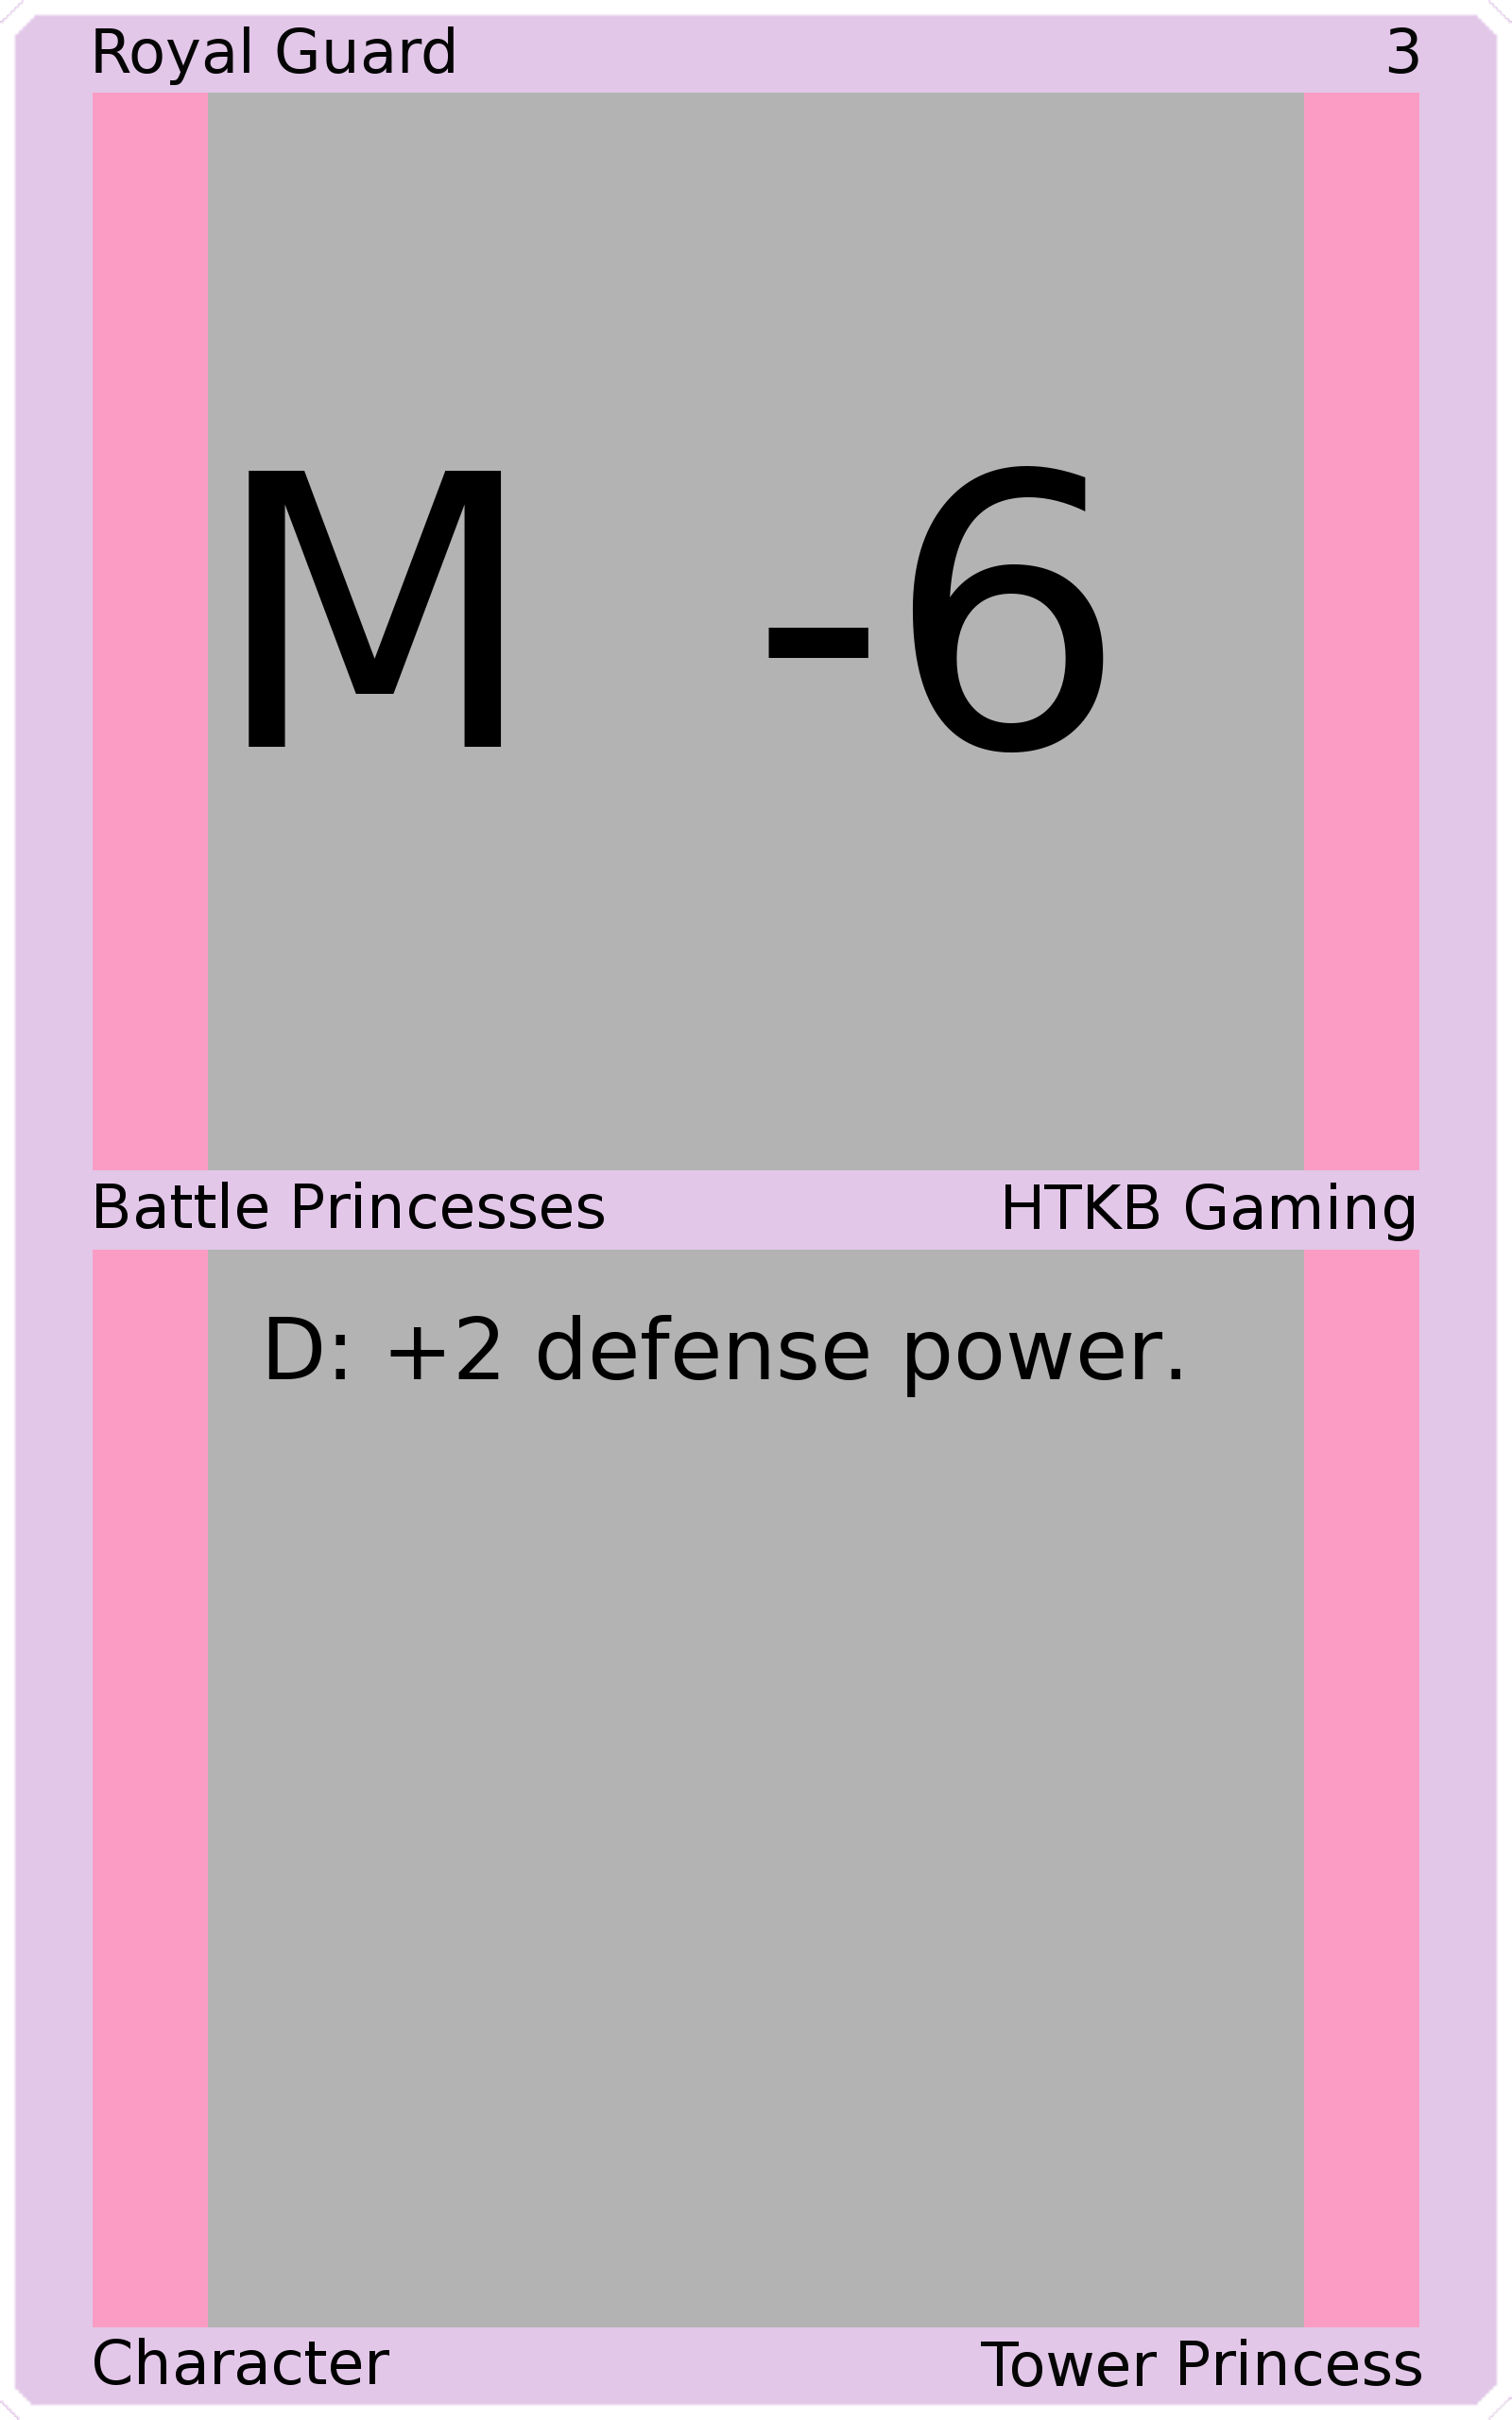 Royal Guard 3
M -6
Battle Princesses HTKB Gaming
D: +2 defense power.
Character Tower Princess